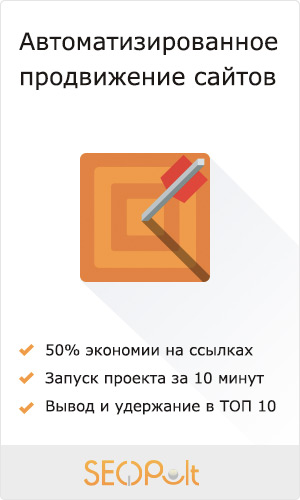 Автоматизированное
продвижение сайтов
50% экономии на ссылках
Запуск проекта за 10 минут
Вывод и удержание в ТОП 10
SEOPult